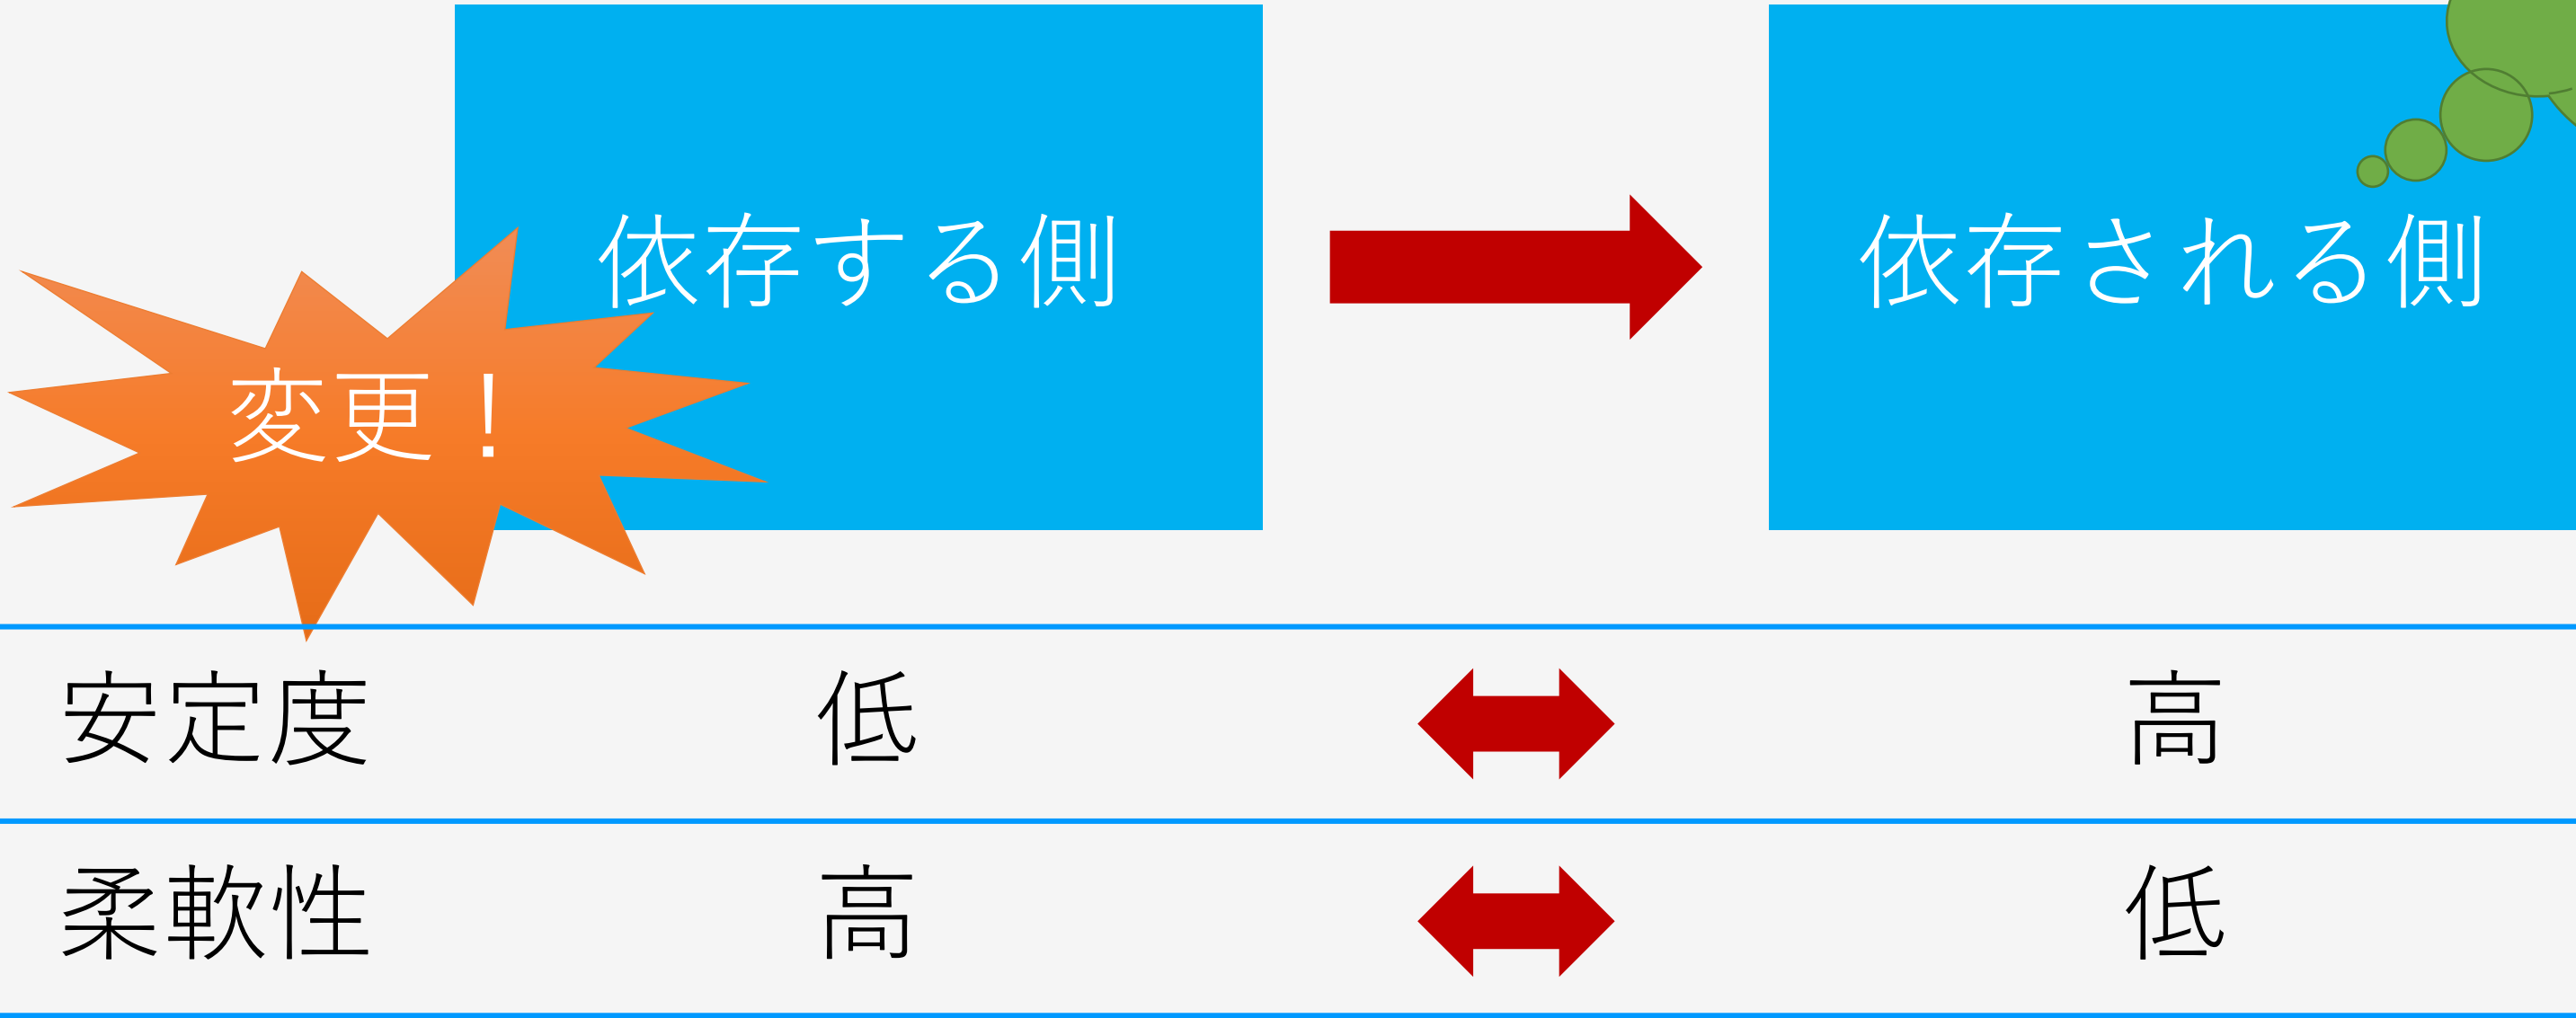 依存する側
依存される側
変更！
安定度 低 高
柔軟性 高 低